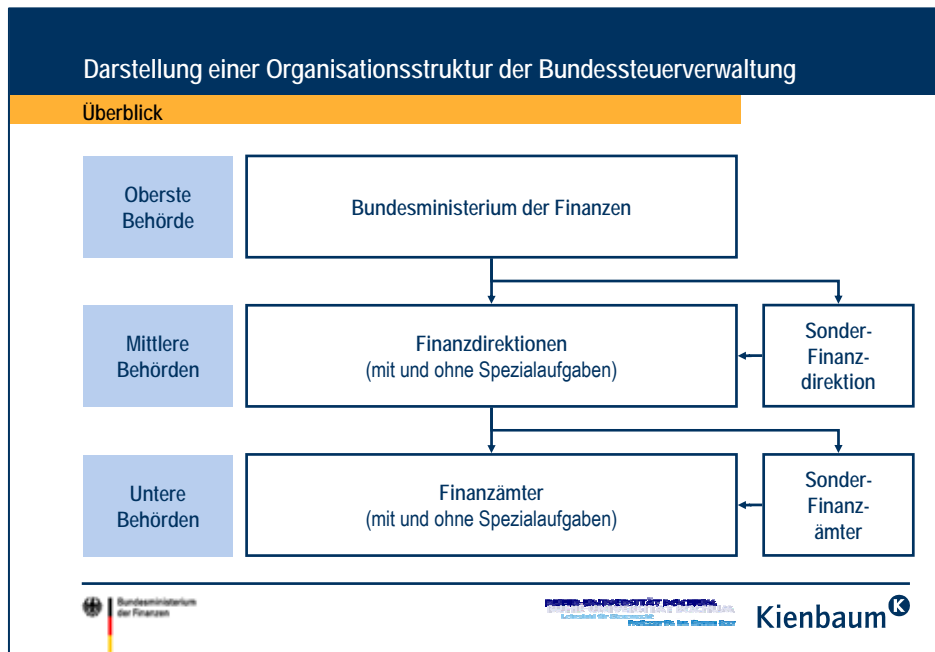 Darstellung einer Organisationsstruktur der Bundessteuerverwaltung
Überblick
Oberste
Behörde
Bundesministerium der Finanzen
Mittlere
Behörden
Finanzdirektionen
(mit und ohne Spezialaufgaben)
Sonder-
Finanz-
direktion
Untere
Behörden
Finanzämter
(mit und ohne Spezialaufgaben)
Sonder-
Finanz-
ämter
Bundesministerium
der Finanzen
Kienbaum K